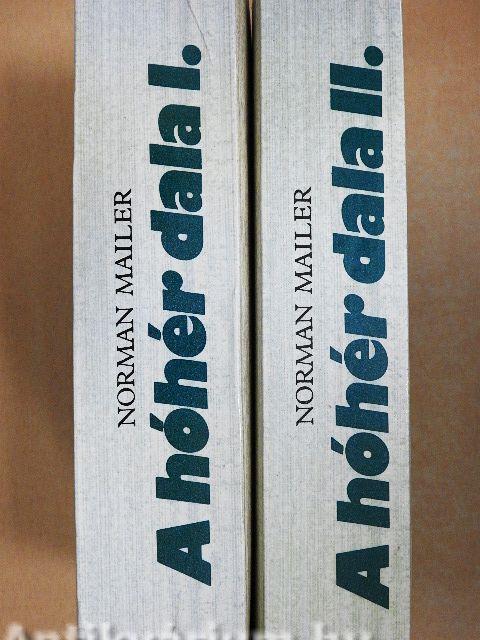 NORMAN MAILER
A hóhér dala I.
NORMAN MAILER
A hóhér dala II.